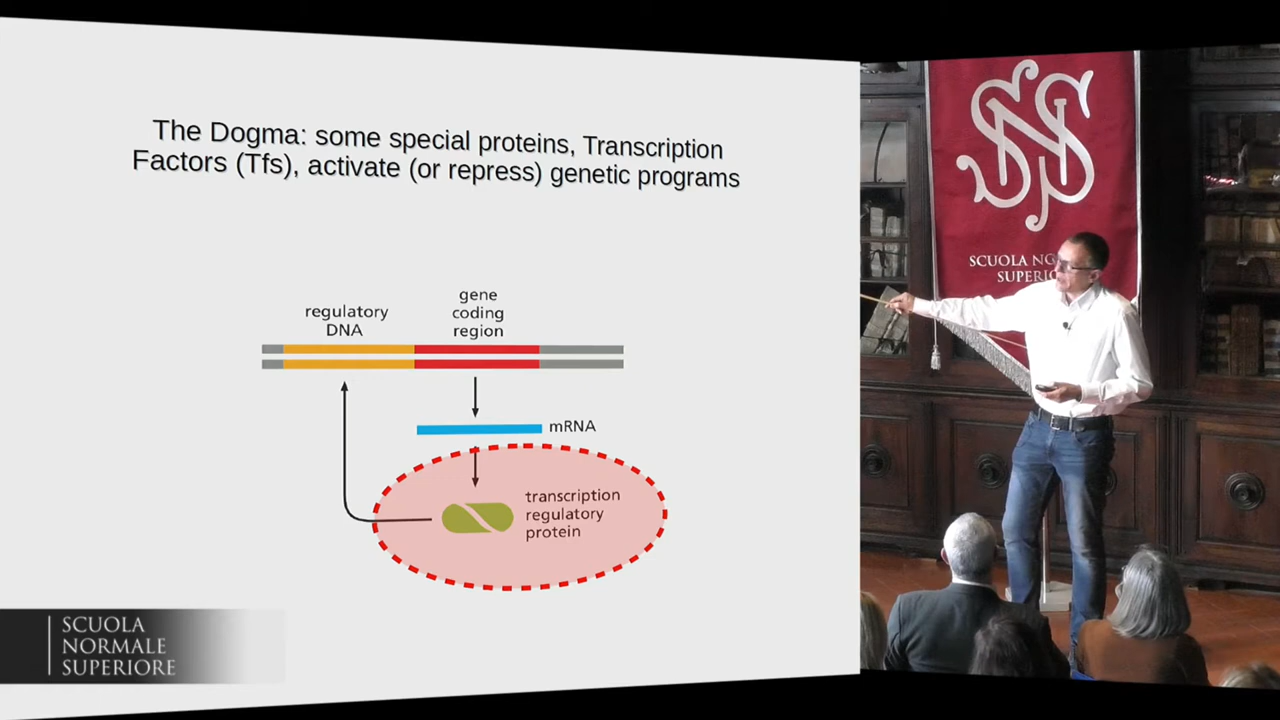 The Dogma: some special proteins, Transcription
Factors (Tfs), activate (or repress) genetic programs
regulatory
DNA
gene
coding
region
mRNA
transcription
regulatory
protein
SCUOLA
NORMALE
SUPERIORE
SNS
SCUOLA NO
SUPERIO